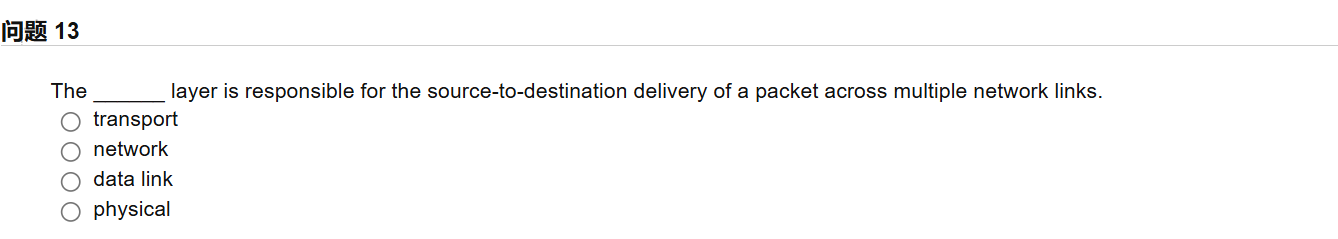 问题 13
The ______ layer is responsible for the source-to-destination delivery of a packet across multiple network links.
transport
network
data link
physical